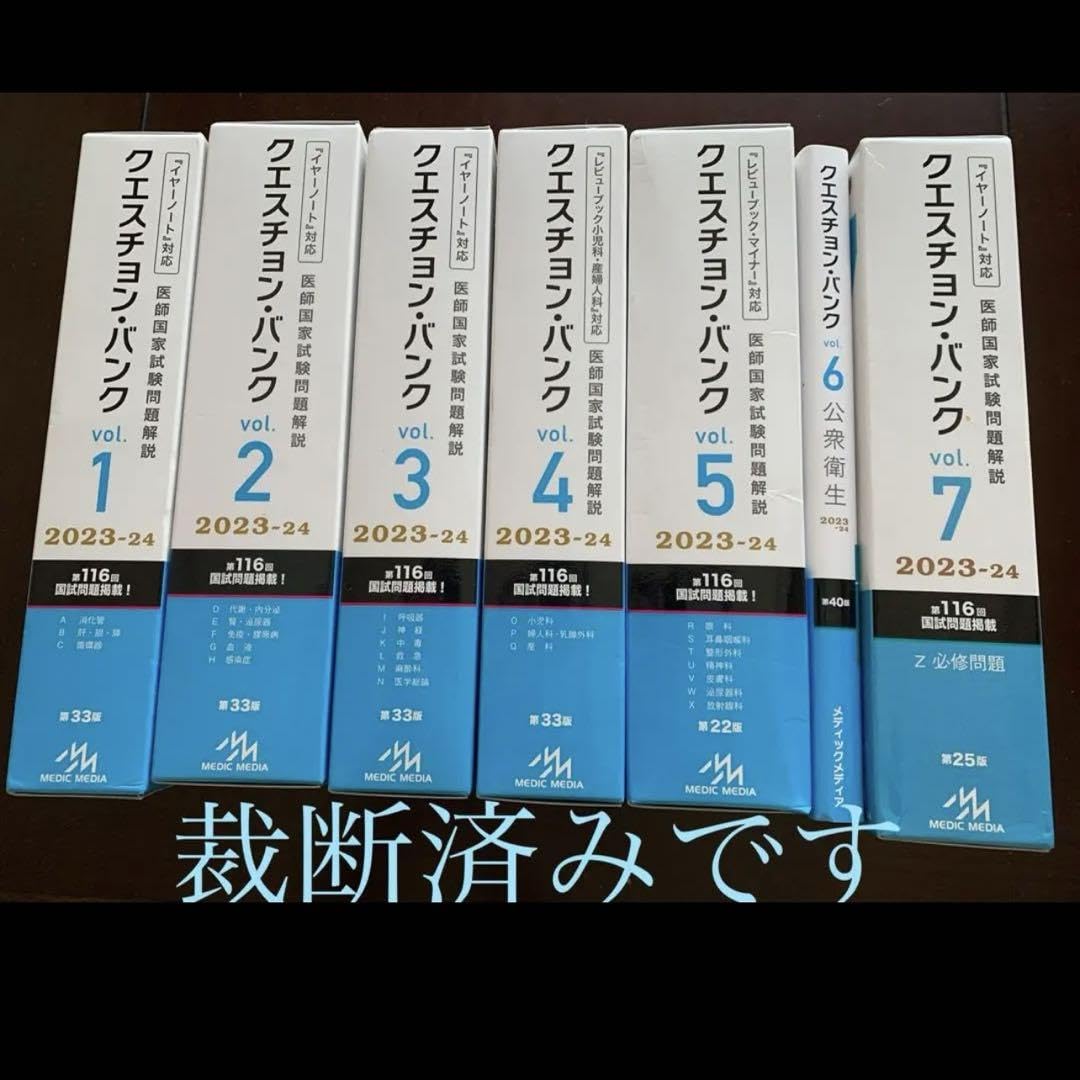 『イヤーノート』対応
クエスチョン・バンク
医師国家試験問題解説
vol.
1
2023-24
第116回
国試問題掲載！
A 消化管
B 肝・胆・膵
C 循環器
第33版
MEDIC MEDIA
『イヤーノート』対応
クエスチョン・バンク
医師国家試験問題解説
vol.
2
2023-24
第116回
国試問題掲載！
D 代謝・内分泌
E 腎・泌尿器
F 免疫・膠原病
G 血液
H 感染症
第33版
MEDIC MEDIA
『イヤーノート』対応
クエスチョン・バンク
医師国家試験問題解説
vol.
3
2023-24
第116回
国試問題掲載！
I 呼吸器
J 神経
K 中毒
L 救急
M 麻酔科
N 医学総論
第33版
MEDIC MEDIA
『レビューブック小児科・産婦人科』対応
クエスチョン・バンク
医師国家試験問題解説
vol.
4
2023-24
第116回
国試問題掲載！
O 小児科
P 婦人科・乳腺外科
Q 産科
第33版
MEDIC MEDIA
『レビューブック・マイナー』対応
クエスチョン・バンク
医師国家試験問題解説
vol.
5
2023-24
第116回
国試問題掲載！
R 眼科
S 耳鼻咽喉科
T 整形外科
U 精神科
V 皮膚科
W 泌尿器科
X 放射線科
第22版
MEDIC MEDIA
クエスチョン・バンク
vol.
6
公衆衛生
2023
-24
第40版
メディックメディア
『イヤーノート』対応
クエスチョン・バンク
医師国家試験問題解説
vol.
7
2023-24
第116回
国試問題掲載
Z 必修問題
第25版
MEDIC MEDIA
裁断済みです